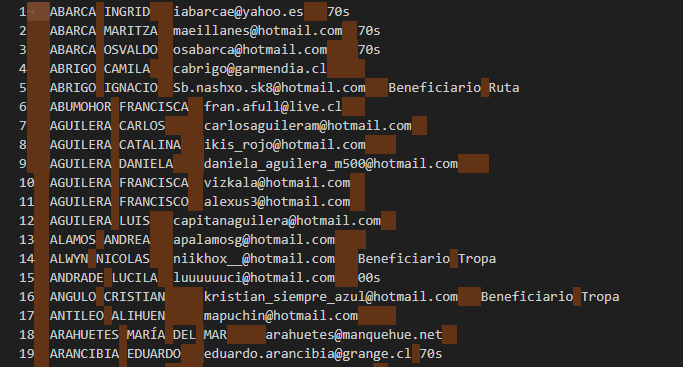 1 ABARCA INGRID iabarcae@yahoo.es 70s
2 ABARCA MARITZA maeillanes@hotmail.com 70s
3 ABARCA OSVALDO osabarca@hotmail.com 70s
4 ABRIGO CAMILA cabrigo@garmendia.cl
5 ABRIGO IGNACIO Sb.nashxo.sk8@hotmail.com Beneficiario Ruta
6 ABUMOHOR FRANCISCA fran.afull@live.cl
7 AGUILERA CARLOS carlosaguileram@hotmail.com
8 AGUILERA CATALINA ikis_rojo@hotmail.com
9 AGUILERA DANIELA daniela_aguilera_m500@hotmail.com
10 AGUILERA FRANCISCA vizkala@hotmail.com
11 AGUILERA FRANCISCO alexus3@hotmail.com
12 AGUILERA LUIS capitanaguilera@hotmail.com
13 ALAMOS ANDREA apalamosg@hotmail.com
14 ALWYN NICOLAS niikhox__@hotmail.com Beneficiario Tropa
15 ANDRADE LUCILA luuuuuuci@hotmail.com 00s
16 ANGULO CRISTIAN kristian_siempre_azul@hotmail.com Beneficiario Tropa
17 ANTILEO ALIHUEN mapuchin@hotmail.com
18 ARAHUETES MARÍA DEL MAR arahuetes@manquehue.net
19 ARANCIBIA EDUARDO eduardo.arancibia@grange.cl 70s